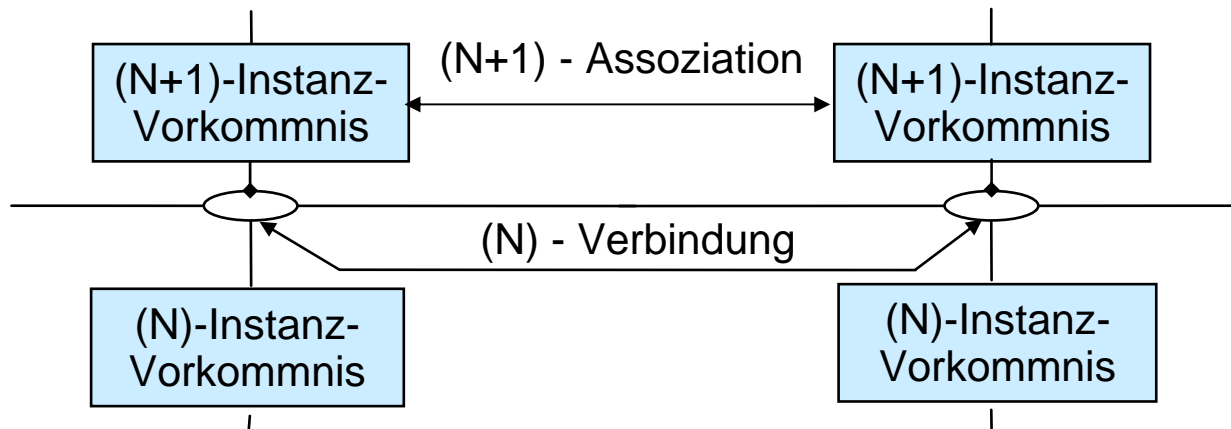 (N+1)-Instanz-
Vorkommnis
(N+1) - Assoziation
(N+1)-Instanz-
Vorkommnis
(N) - Verbindung
(N)-Instanz-
Vorkommnis
(N)-Instanz-
Vorkommnis